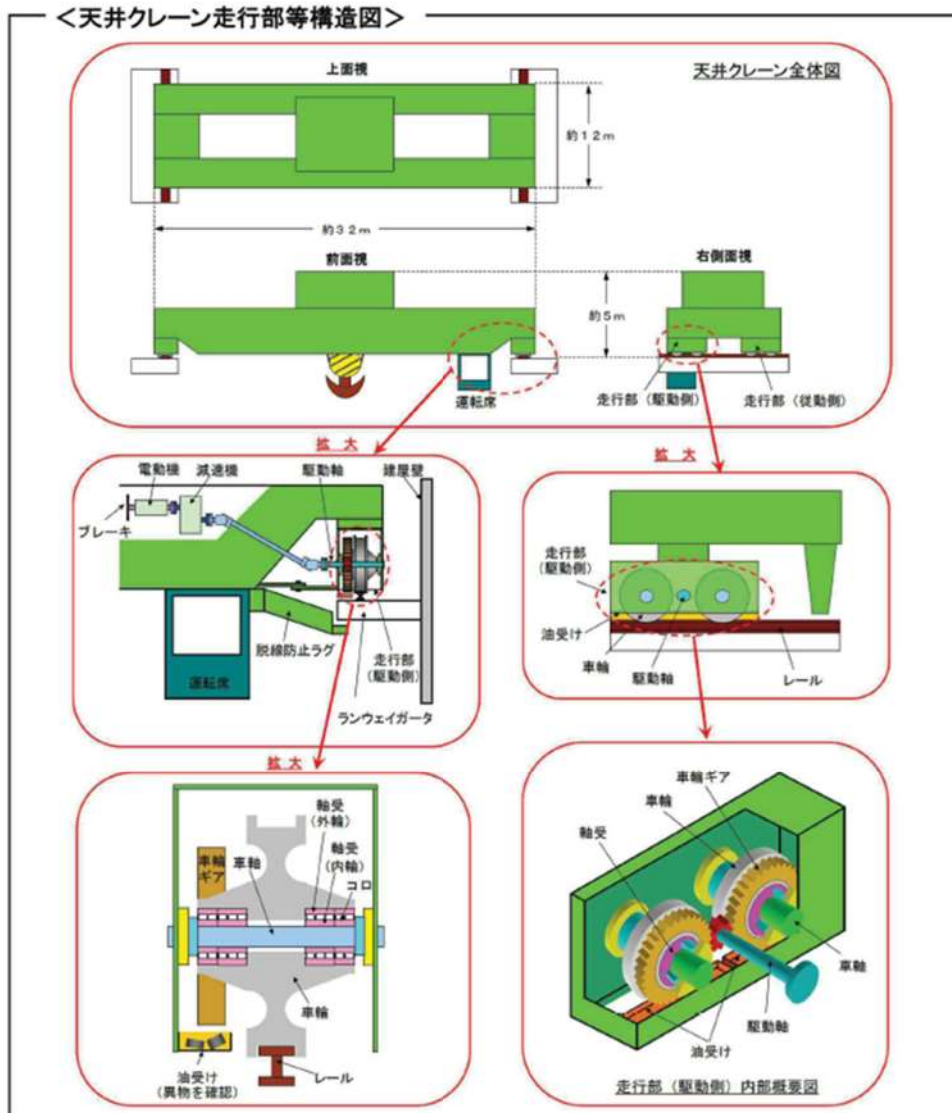 ＜天井クレーン走行部等構造図＞
上面視
天井クレーン全体図
約12m
約32m
前面視
右側面視
約5m
運転席
走行部（駆動側）
走行部（従動側）
拡大
拡大
電動機
減速機
駆動軸
建屋壁
ブレーキ
脱線防止ラグ
走行部
（駆動側）
運転席
ランウェイガータ
走行部
（駆動側）
油受け
車輪
駆動軸
レール
拡大
軸受
（外輪）
車輪
ギア
車軸
軸受
（内輪）
コロ
車軸
車輪
油受け
（異物を確認）
レール
車輪ギア
車輪
軸受
車軸
駆動軸
油受け
走行部（駆動側）内部概要図